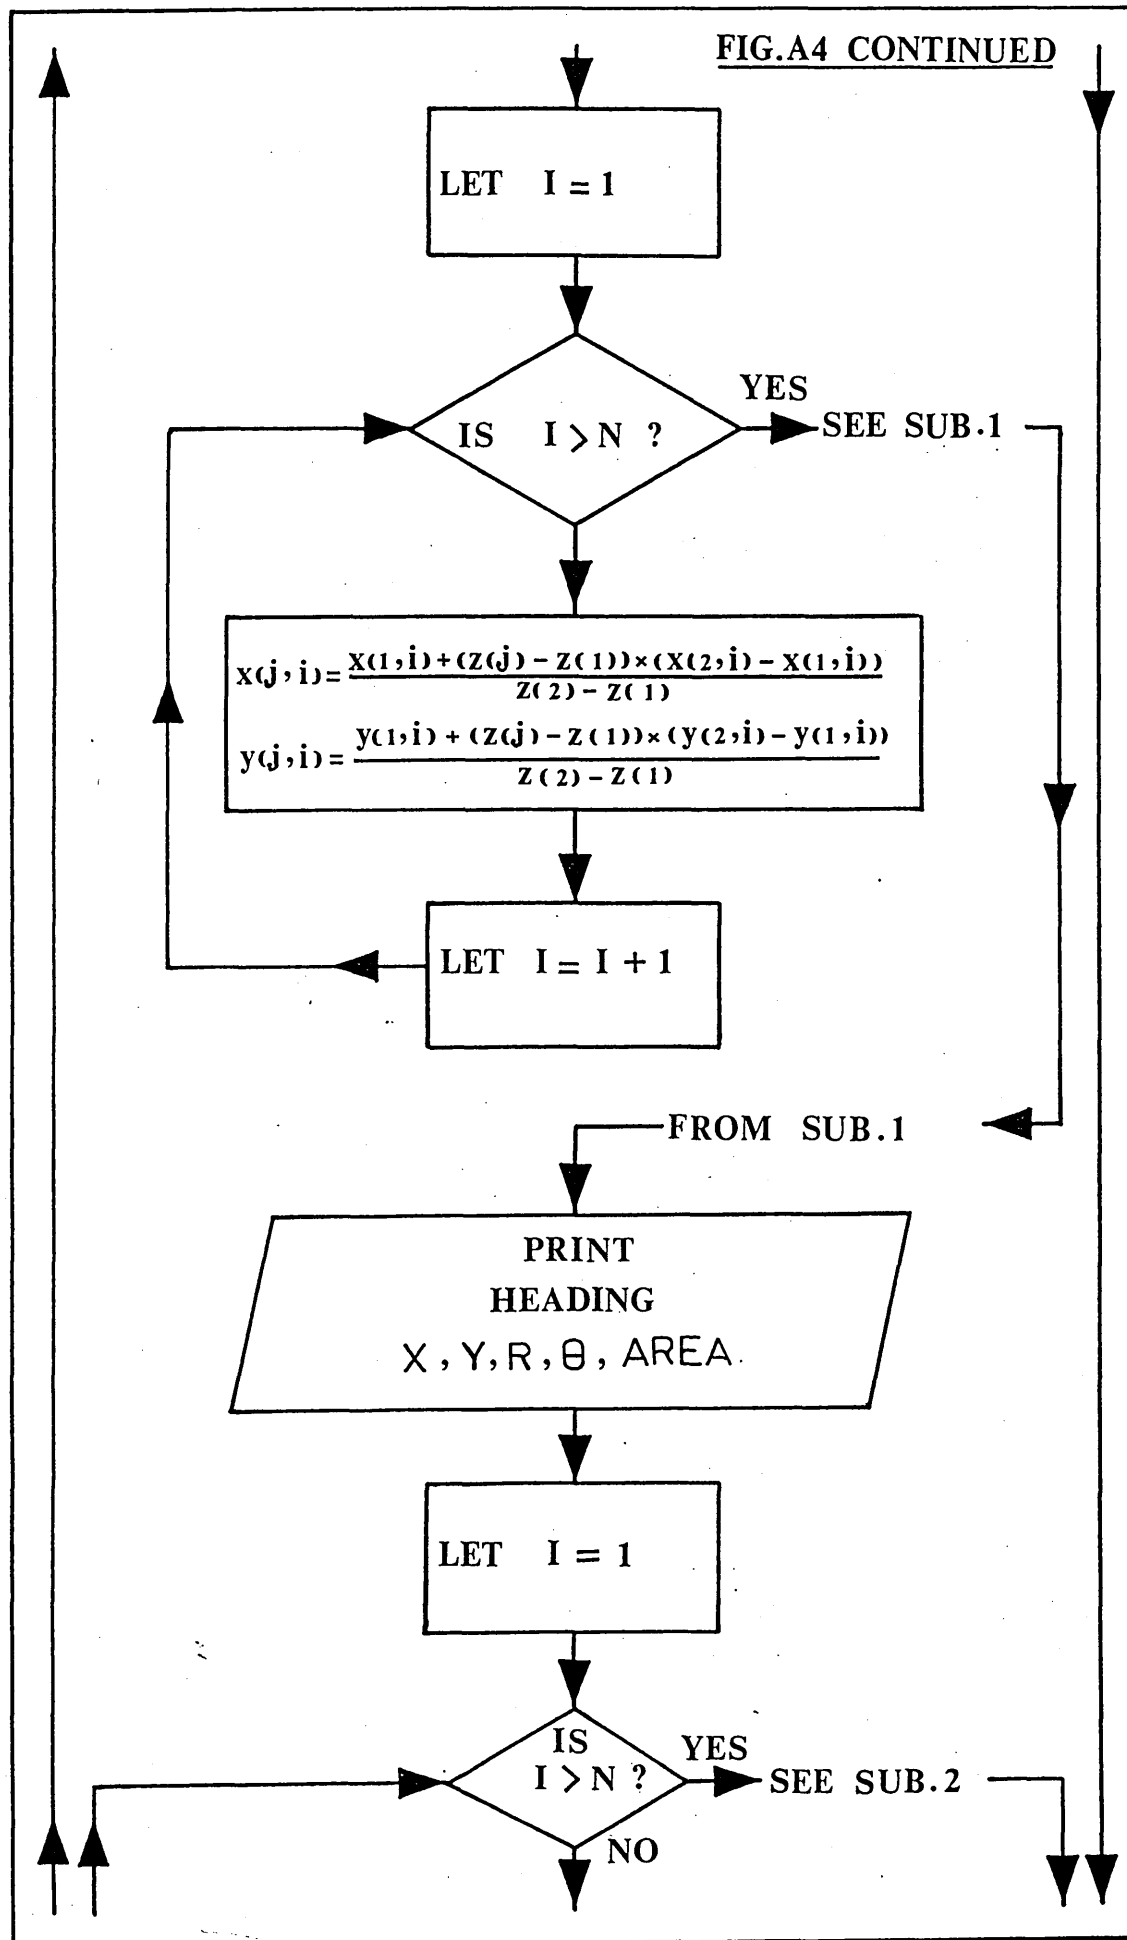 FIG.A4 CONTINUED
LET I = 1
IS I > N ?
YES
SEE SUB.1
x(j,i)= x(1,i)+(z(j)-z(1))×(x(2,i)-x(1,i))
z(2)-z(1)
y(j,i)= y(1,i)+(z(j)-z(1))×(y(2,i)-y(1,i))
z(2)-z(1)
LET I = I + 1
FROM SUB.1
PRINT
HEADING
X, Y, R, θ, AREA.
LET I = 1
IS
I > N ?
YES
SEE SUB.2
NO